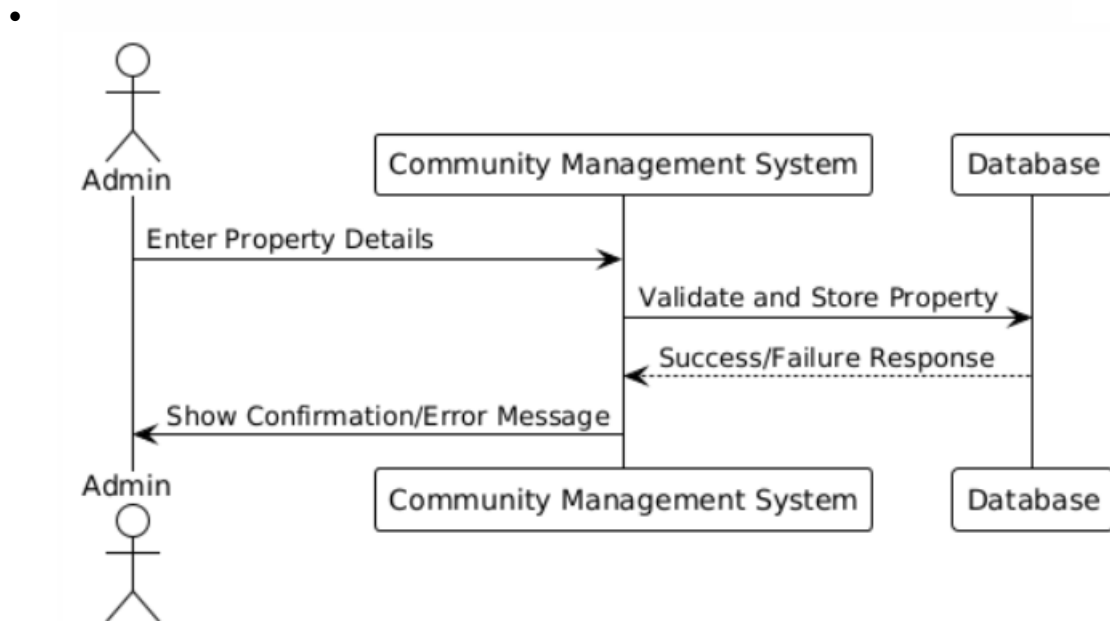 Admin
Community Management System
Database
Enter Property Details
Validate and Store Property
Success/Failure Response
Show Confirmation/Error Message
Admin
Community Management System
Database